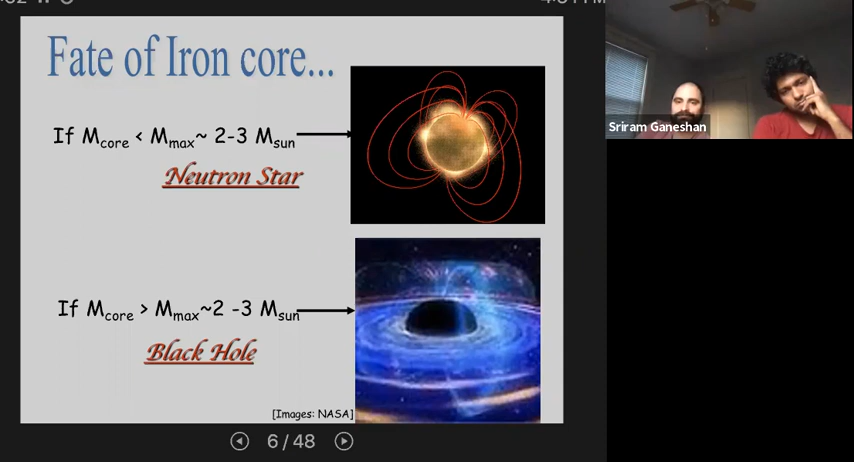 Fate of Iron core...
If Mcore < Mmax~ 2-3 Msun
Neutron Star
If Mcore > Mmax~2 -3 Msun
Black Hole
[Images: NASA]
6 / 48
Sriram Ganeshan